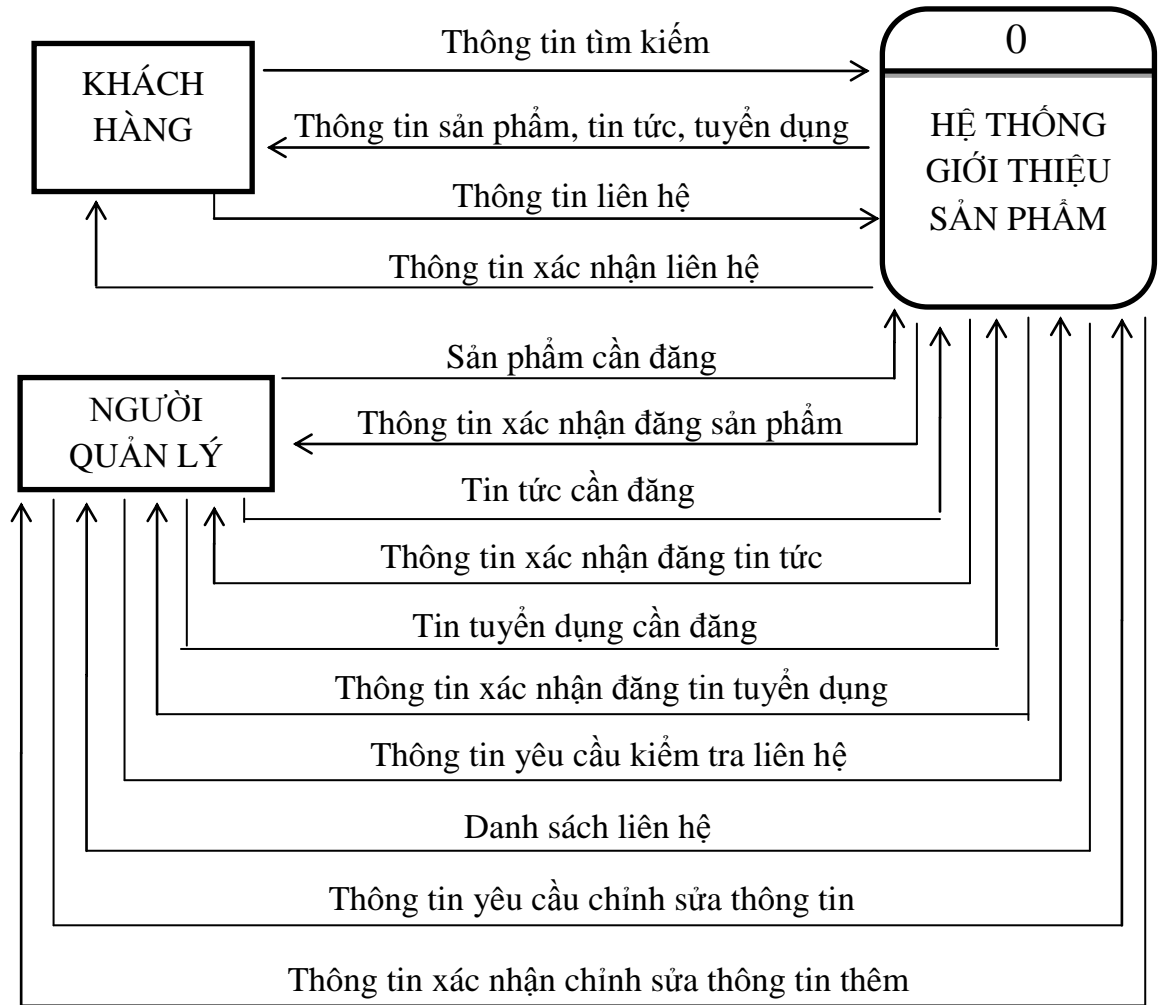 Thông tin tìm kiếm
0
KHÁCH
HÀNG
Thông tin sản phẩm, tin tức, tuyển dụng
HỆ THỐNG
GIỚI THIỆU
SẢN PHẨM
Thông tin liên hệ
Thông tin xác nhận liên hệ
Sản phẩm cần đăng
NGƯỜI
QUẢN LÝ
Thông tin xác nhận đăng sản phẩm
Tin tức cần đăng
Thông tin xác nhận đăng tin tức
Tin tuyển dụng cần đăng
Thông tin xác nhận đăng tin tuyển dụng
Thông tin yêu cầu kiểm tra liên hệ
Danh sách liên hệ
Thông tin yêu cầu chỉnh sửa thông tin
Thông tin xác nhận chỉnh sửa thông tin thêm